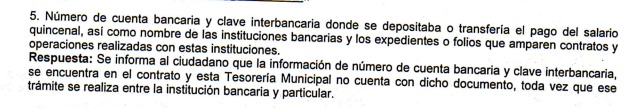 5. Número de cuenta bancaria y clave interbancaria donde se depositaba o transfería el pago del salario
quincenal, así como nombre de las instituciones bancarias y los expedientes o folios que amparen contratos y
operaciones realizadas con estas instituciones.
Respuesta: Se informa al ciudadano que la información de número de cuenta bancaria y clave interbancaria,
se encuentra en el contrato y esta Tesorería Municipal no cuenta con dicho documento, toda vez que ese
trámite se realiza entre la institución bancaria y particular.